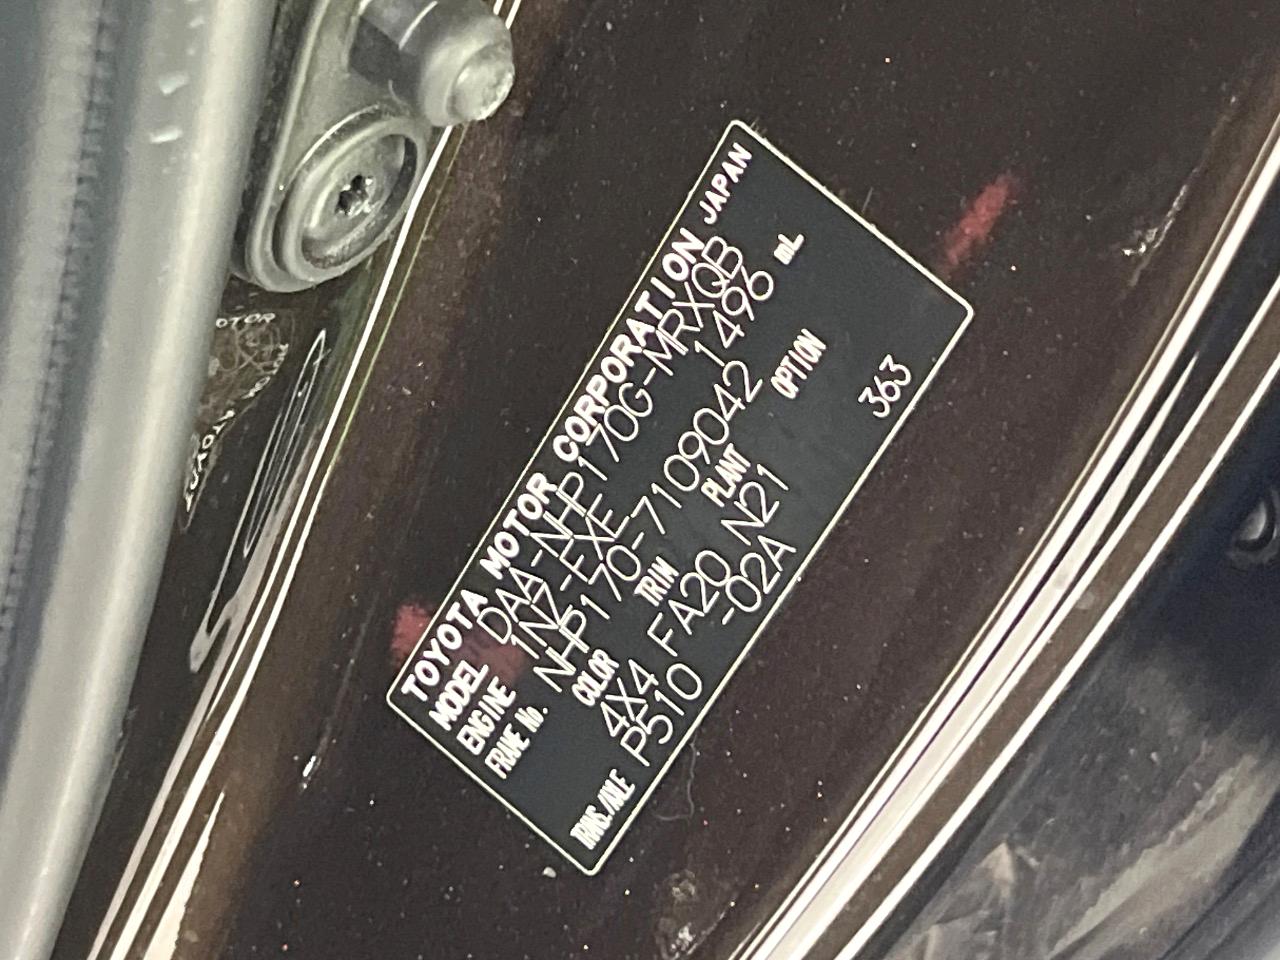 TOYOTA MOTOR CORPORATION JAPAN
MODEL DAA-NHP170G-MRXQB
ENGINE 1NZ-FXE 1496 mL
FRAME No. NHP170-7109042
COLOR TRIM PLANT OPTION
4X4 FA20 N21
TRANS./AXLE P510 -02A 363